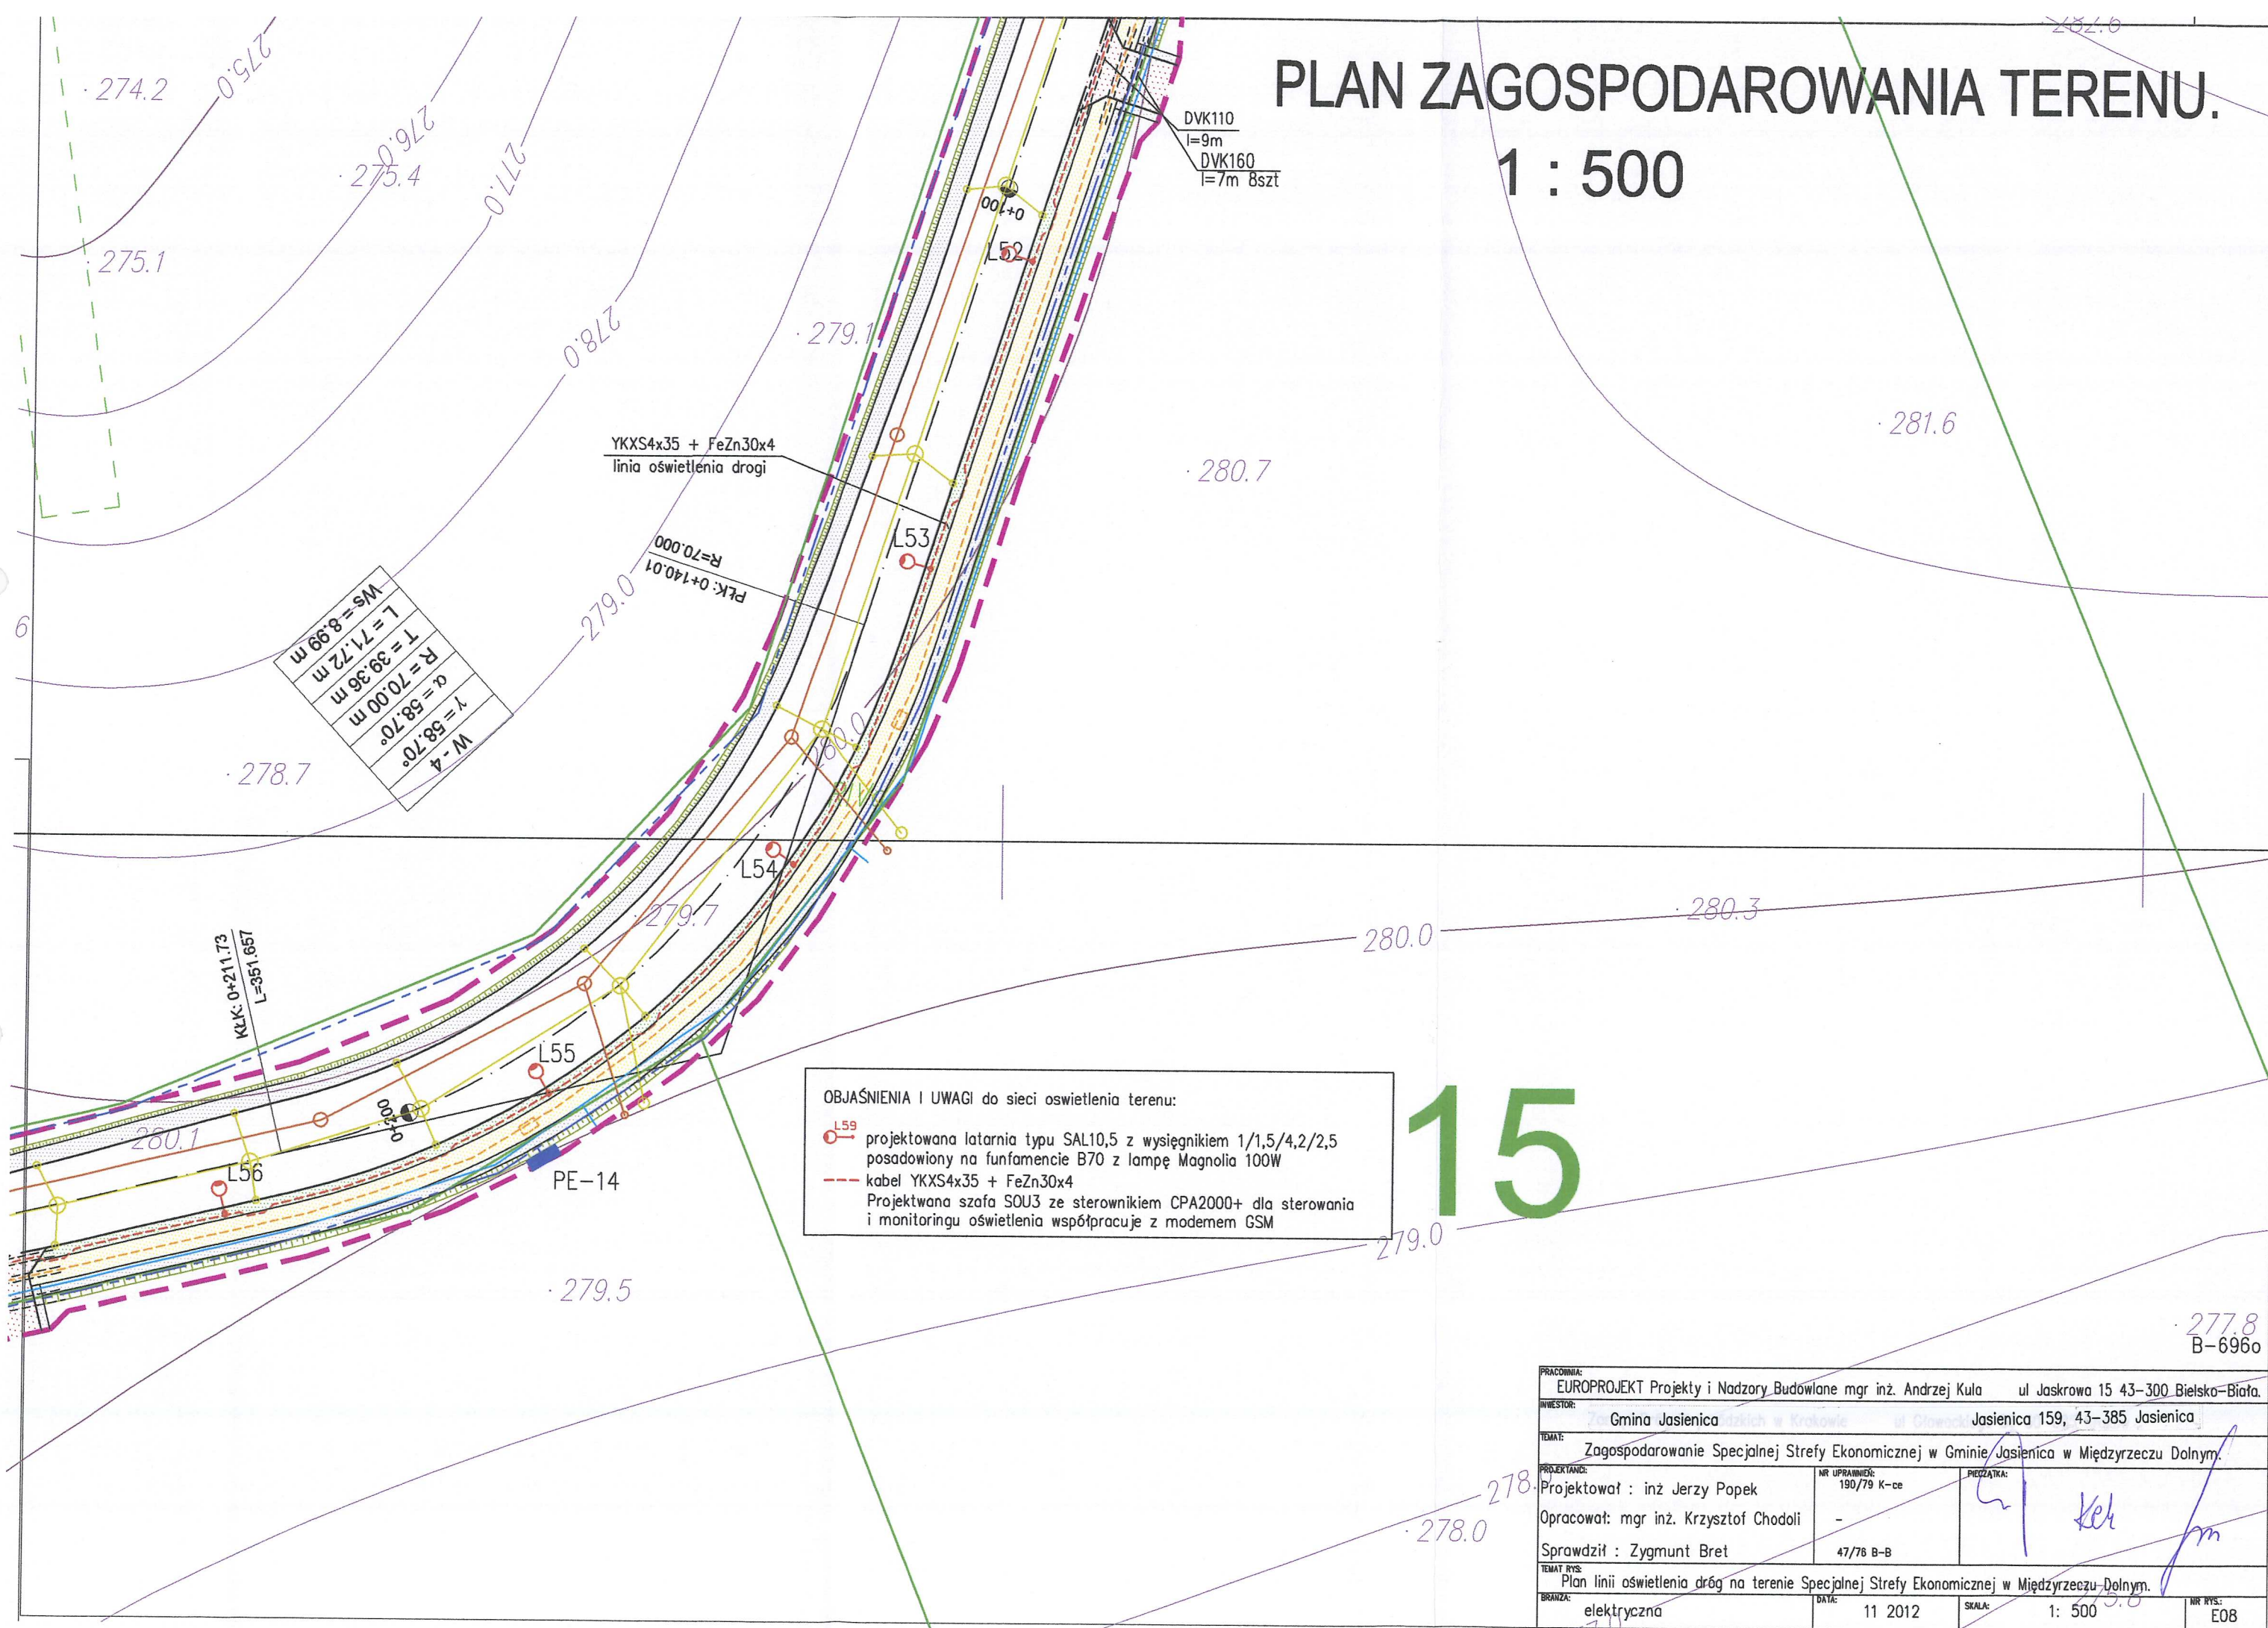 PLAN ZAGOSPODAROWANIA TERENU.
1 : 500
282.6
274.2
275.0
276.0
275.4
277.0
275.1
278.0
279.1
DVK110
l=9m
DVK160
l=7m 8szt
0+100
L52
281.6
280.7
YKXS4x35 + FeZn30x4
linia oświetlenia drogi
L53
PŁK: 0+140.01
R=70.000
279.0
6
W - 4
γ = 58.70°
α = 58.70°
R = 70.00 m
T = 39.36 m
L = 71.72 m
Ws = 8.99 m
278.7
280.0
L54
279.7
280.0
280.3
KŁK: 0+211.73
L=351.657
L55
0+200
280.1
L56
PE-14
279.5
OBJAŚNIENIA I UWAGI do sieci oswietlenia terenu:
L59
projektowana latarnia typu SAL10,5 z wysięgnikiem 1/1,5/4,2/2,5
posadowiony na funfamencie B70 z lampę Magnolia 100W
kabel YKXS4x35 + FeZn30x4
Projektwana szafa SOU3 ze sterownikiem CPA2000+ dla sterowania
i monitoringu oświetlenia współpracuje z modemem GSM
15
279.0
277.8
B-696o
278.0
PRACOWNIA:
EUROPROJEKT Projekty i Nadzory Budowlane mgr inż. Andrzej Kula ul Jaskrowa 15 43-300 Bielsko-Biała.
INWESTOR:
Gmina Jasienica Jasienica 159, 43-385 Jasienica
TEMAT:
Zagospodarowanie Specjalnej Strefy Ekonomicznej w Gminie Jasienica w Międzyrzeczu Dolnym.
PROJEKTANCI: NR UPRAWNIEŃ: PIECZĄTKA:
Projektował : inż Jerzy Popek 190/79 K-ce
Opracował: mgr inż. Krzysztof Chodoli -
Sprawdził : Zygmunt Bret 47/76 B-B
TEMAT RYS:
Plan linii oświetlenia dróg na terenie Specjalnej Strefy Ekonomicznej w Międzyrzeczu Dolnym.
BRANŻA: DATA: SKALA: NR RYS.:
elektryczna 11 2012 1: 500 E08